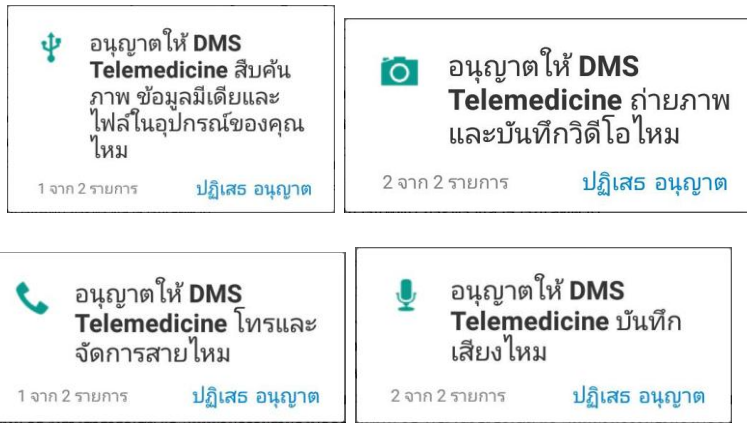 อนุญาตให้ DMS
Telemedicine สืบค้น
ภาพ ข้อมูลมีเดียและ
ไฟล์ในอุปกรณ์ของคุณ
ไหม
1 จาก 2 รายการ ปฏิเสธ อนุญาต
อนุญาตให้ DMS
Telemedicine ถ่ายภาพ
และบันทึกวิดีโอไหม
2 จาก 2 รายการ ปฏิเสธ อนุญาต
อนุญาตให้ DMS
Telemedicine โทรและ
จัดการสายไหม
1 จาก 2 รายการ ปฏิเสธ อนุญาต
อนุญาตให้ DMS
Telemedicine บันทึก
เสียงไหม
2 จาก 2 รายการ ปฏิเสธ อนุญาต